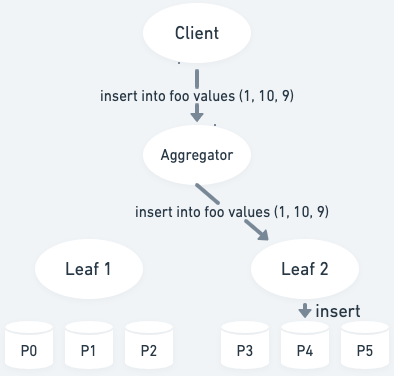 Client
insert into foo values (1, 10, 9)
Aggregator
insert into foo values (1, 10, 9)
Leaf 1
Leaf 2
insert
P0
P1
P2
P3
P4
P5